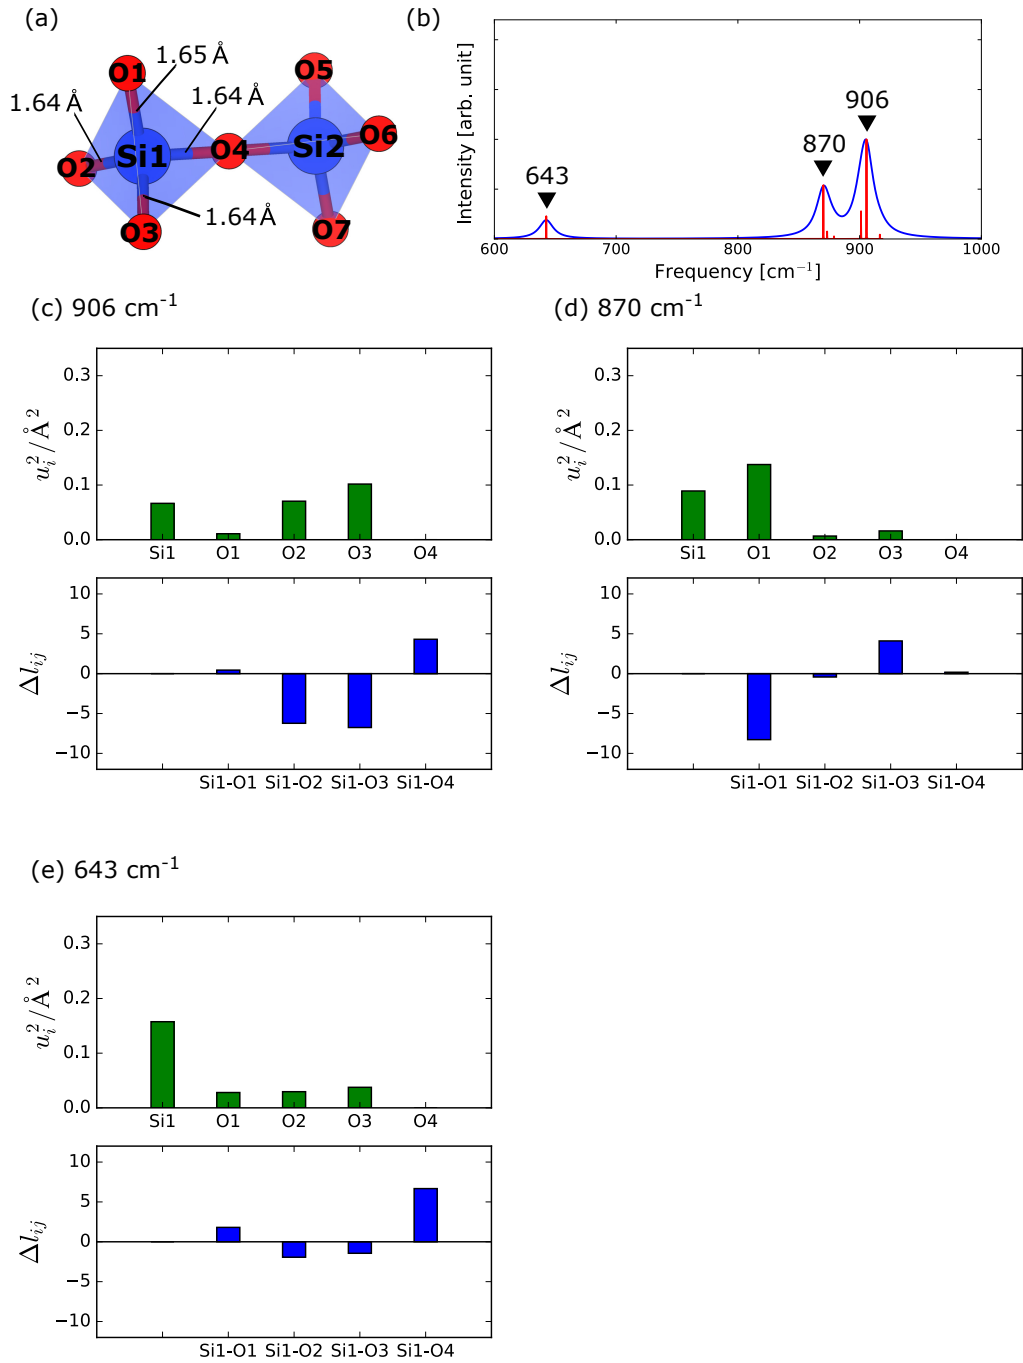 (a)
O1
1.65 Å
1.64 Å
O5
1.64 Å
O6
Si1
O4
Si2
O2
1.64 Å
O3
O7
(b)
Intensity [arb. unit]
643
870
906
600 700 800 900 1000
Frequency [cm⁻¹]
(c) 906 cm⁻¹
u_i²/Å²
0.3
0.2
0.1
0.0
Si1 O1 O2 O3 O4
Δl_ij
10
5
0
−5
−10
Si1-O1 Si1-O2 Si1-O3 Si1-O4
(d) 870 cm⁻¹
u_i²/Å²
0.3
0.2
0.1
0.0
Si1 O1 O2 O3 O4
Δl_ij
10
5
0
−5
−10
Si1-O1 Si1-O2 Si1-O3 Si1-O4
(e) 643 cm⁻¹
u_i²/Å²
0.3
0.2
0.1
0.0
Si1 O1 O2 O3 O4
Δl_ij
10
5
0
−5
−10
Si1-O1 Si1-O2 Si1-O3 Si1-O4